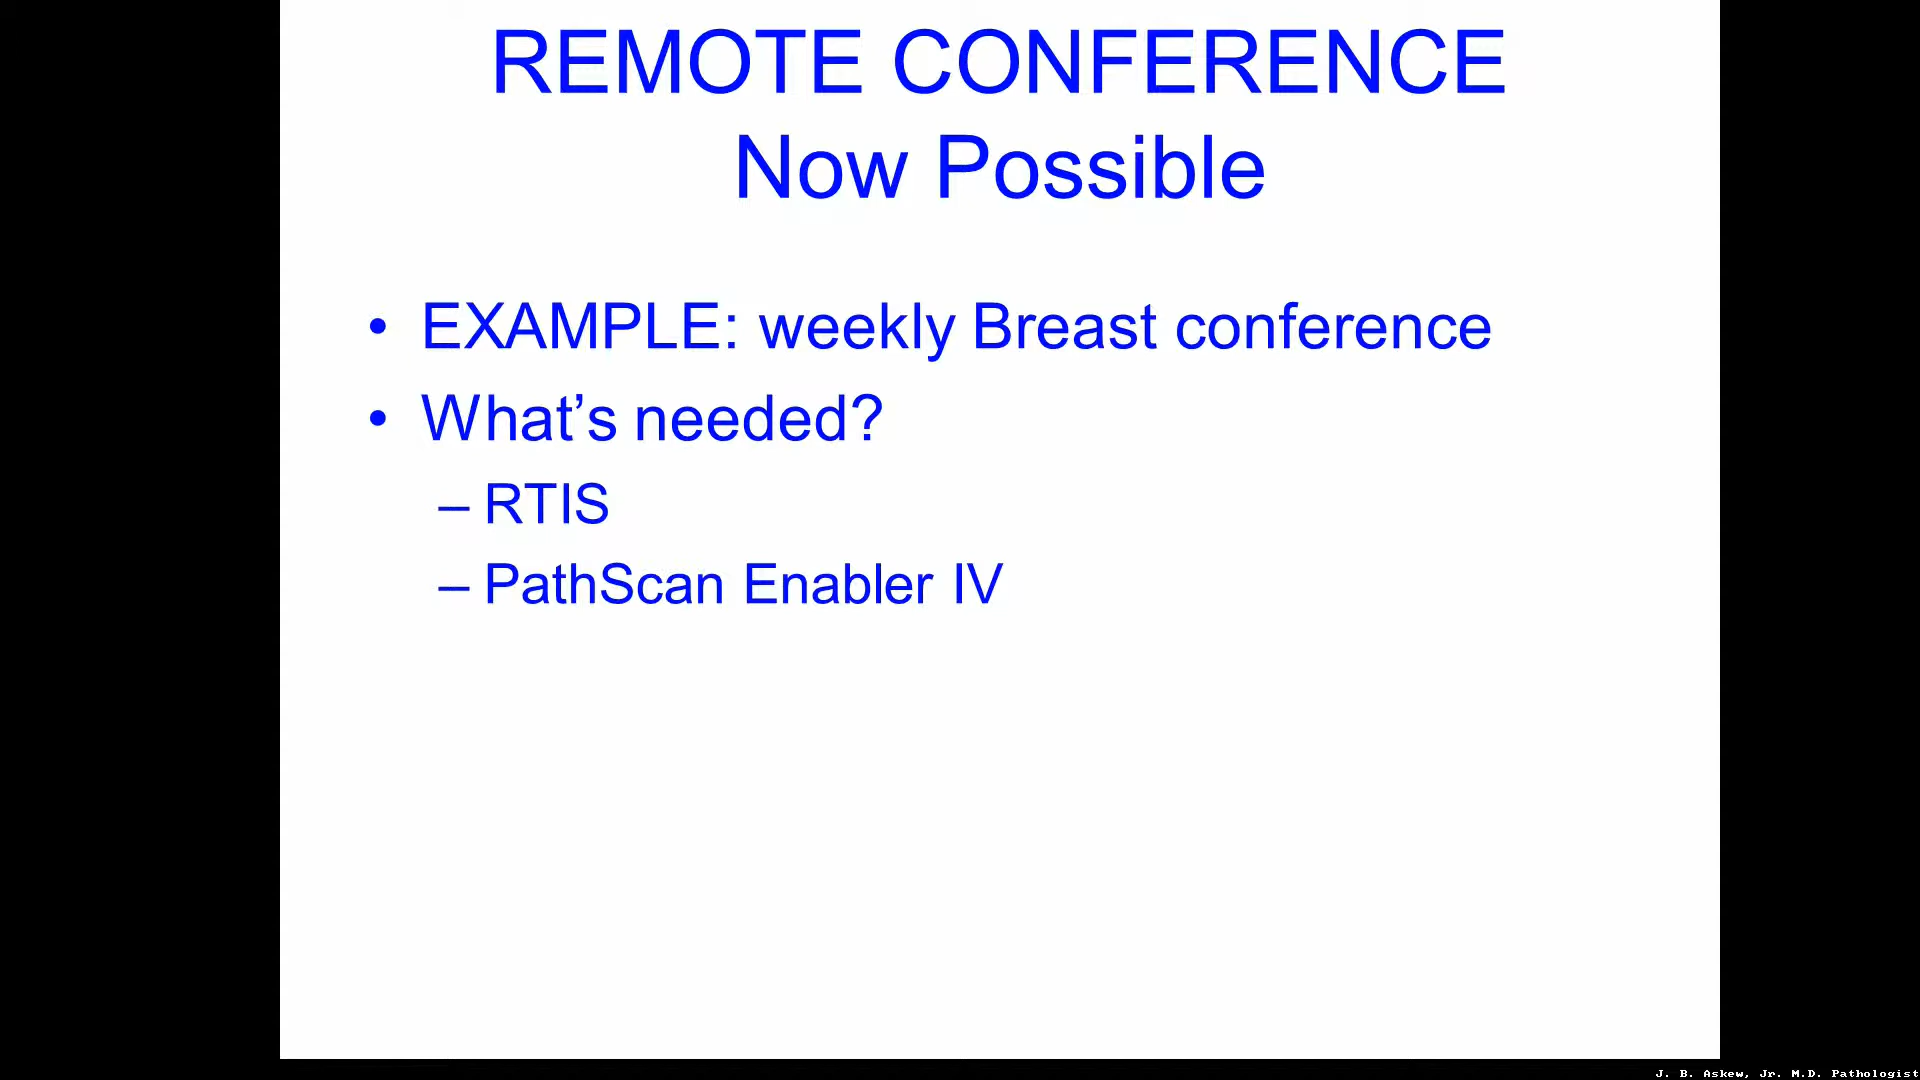 REMOTE CONFERENCE
Now Possible
• EXAMPLE: weekly Breast conference
• What’s needed?
– RTIS
– PathScan Enabler IV
J. B. Askew, Jr. M.D. Pathologist